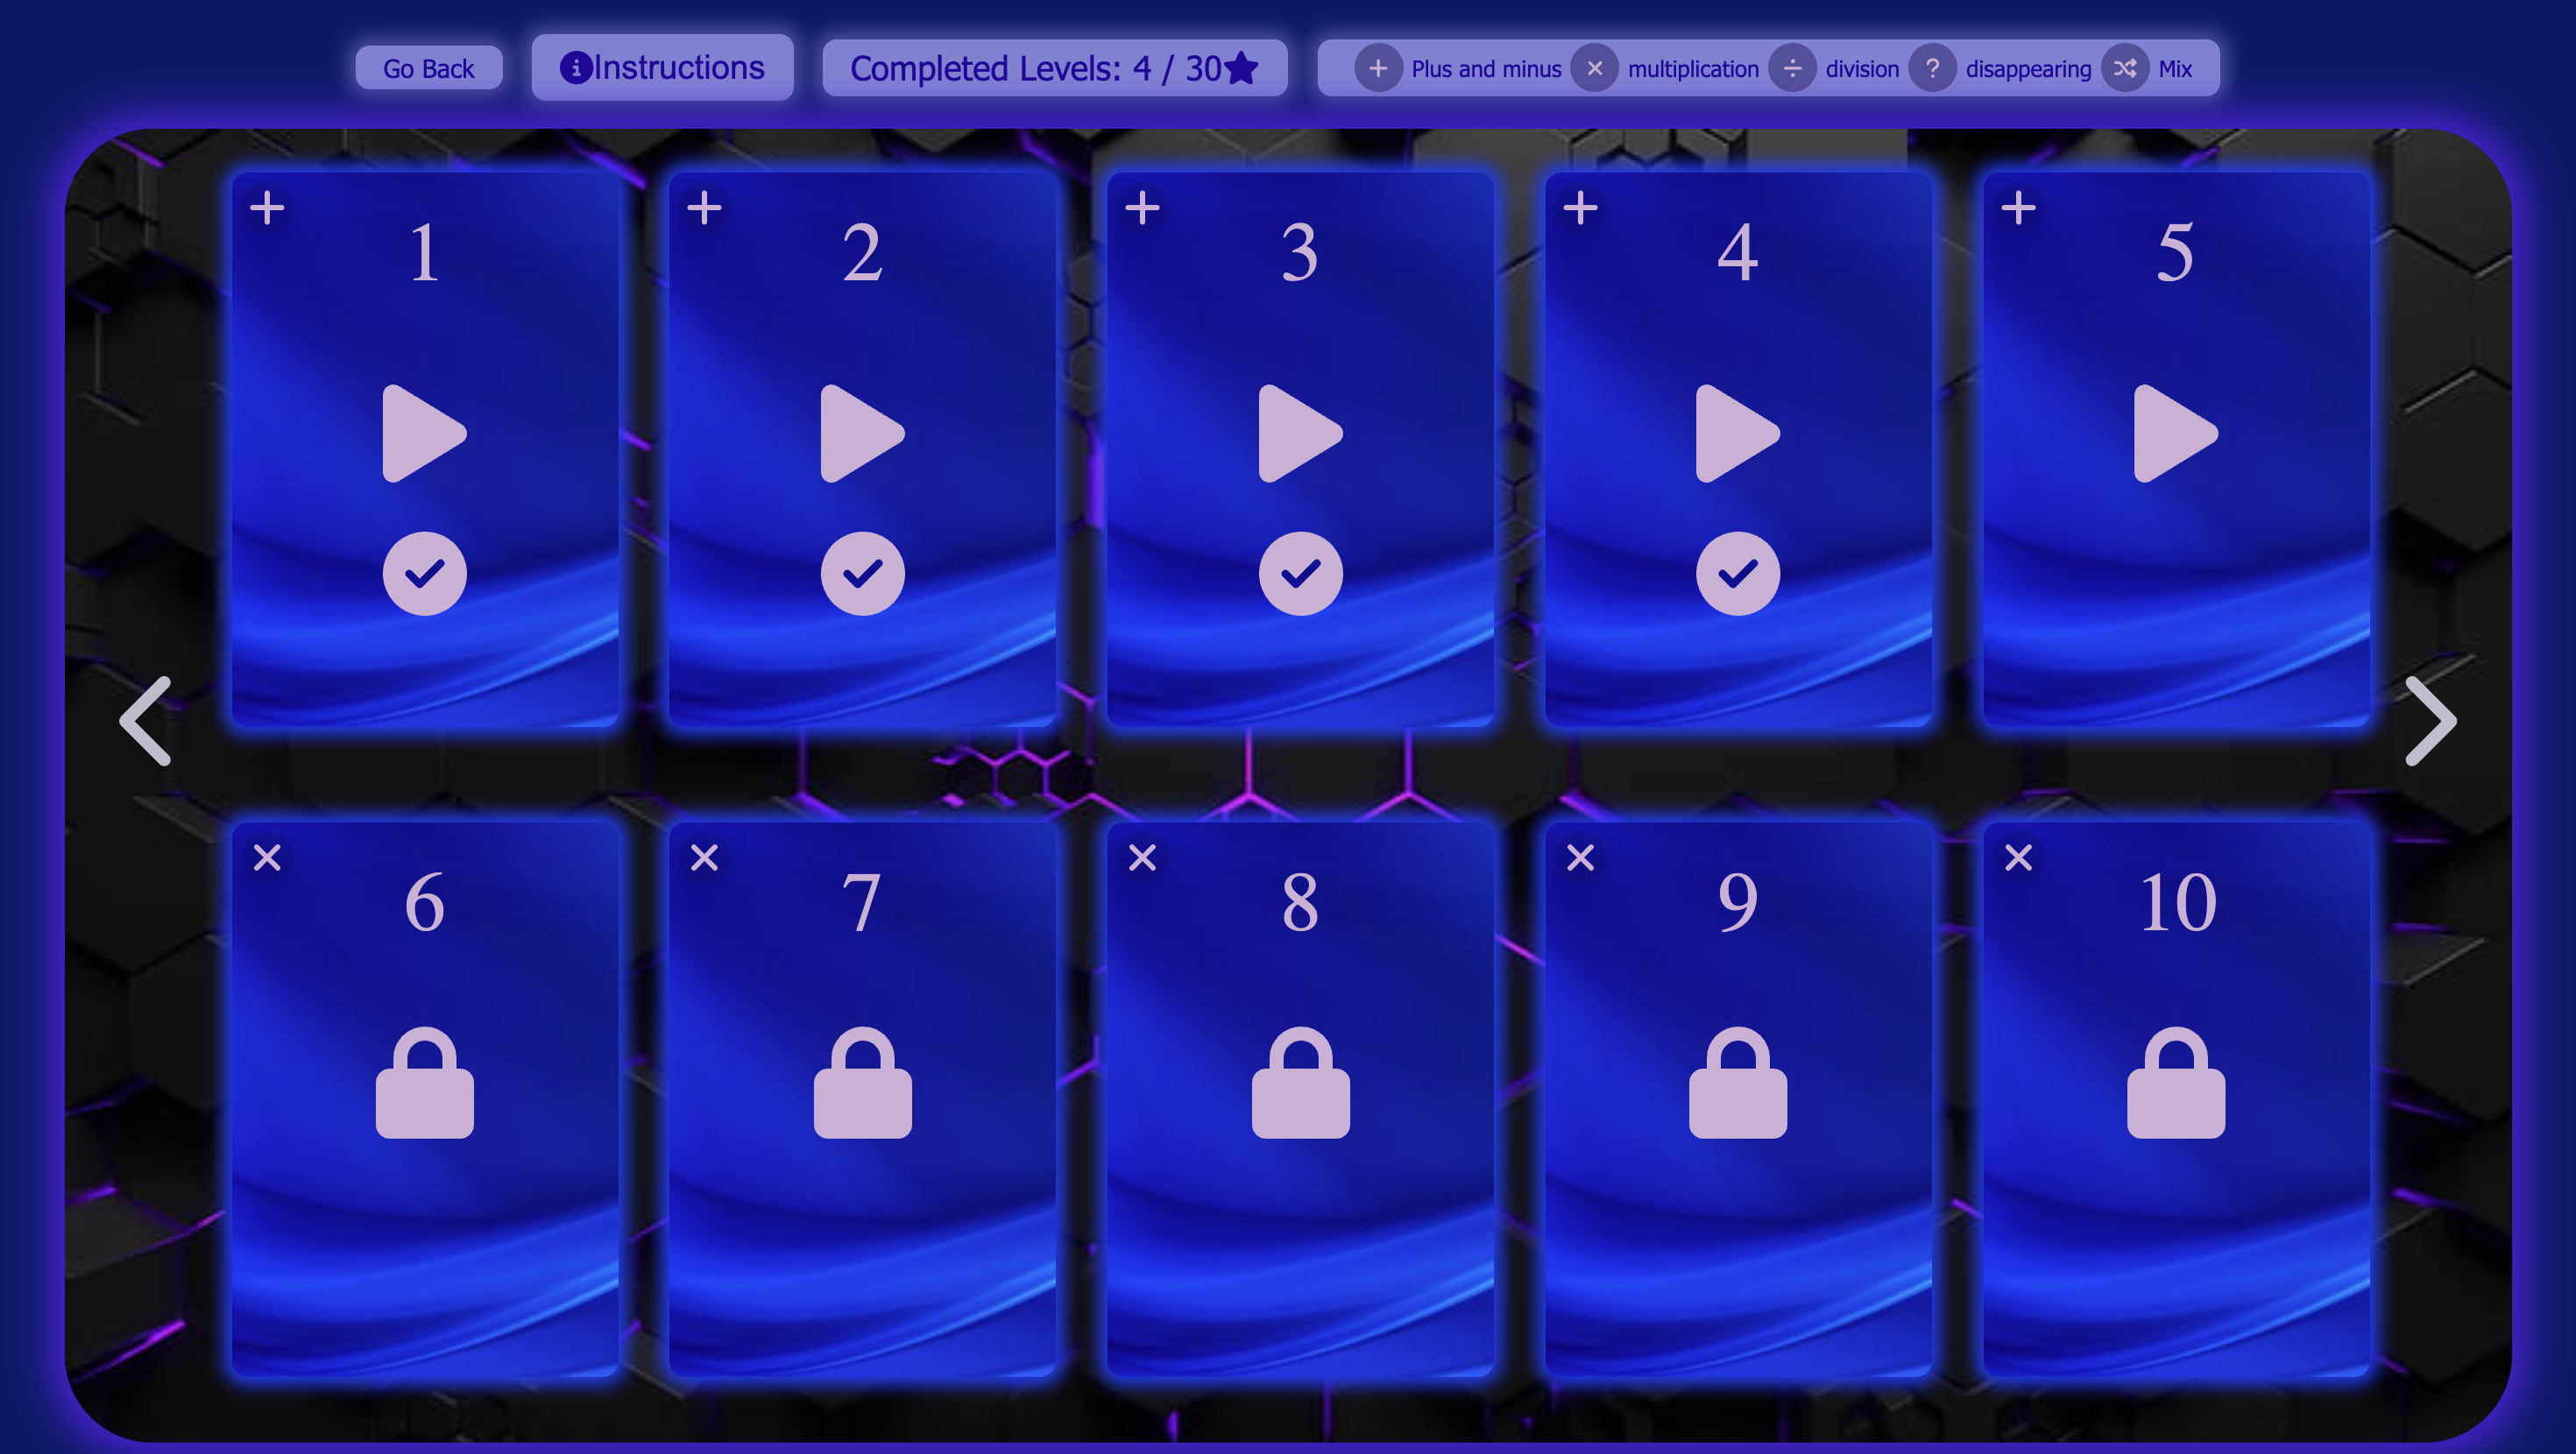 Go Back
Instructions
Completed Levels: 4 / 30
+ Plus and minus × multiplication ÷ division ? disappearing Mix
+ 1
+ 2
+ 3
+ 4
+ 5
× 6
× 7
× 8
× 9
× 10